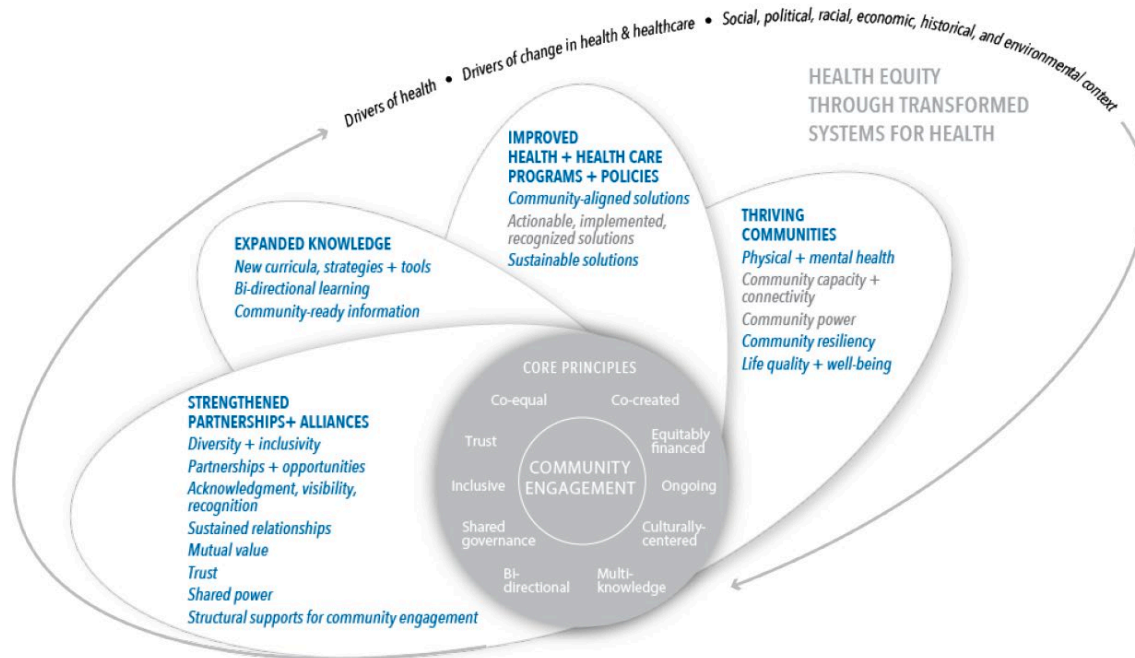 Drivers of health • Drivers of change in health & healthcare • Social, political, racial, economic, historical, and environmental context
HEALTH EQUITY
THROUGH TRANSFORMED
SYSTEMS FOR HEALTH
IMPROVED
HEALTH + HEALTH CARE
PROGRAMS + POLICIES
Community-aligned solutions
Actionable, implemented,
recognized solutions
Sustainable solutions
THRIVING
COMMUNITIES
Physical + mental health
Community capacity +
connectivity
Community power
Community resiliency
Life quality + well-being
EXPANDED KNOWLEDGE
New curricula, strategies + tools
Bi-directional learning
Community-ready information
STRENGTHENED
PARTNERSHIPS+ ALLIANCES
Diversity + inclusivity
Partnerships + opportunities
Acknowledgment, visibility,
recognition
Sustained relationships
Mutual value
Trust
Shared power
Structural supports for community engagement
CORE PRINCIPLES
Co-equal
Co-created
Trust
Equitably
financed
Inclusive
COMMUNITY
ENGAGEMENT
Ongoing
Shared
governance
Culturally-
centered
Bi-
directional
Multi-
knowledge